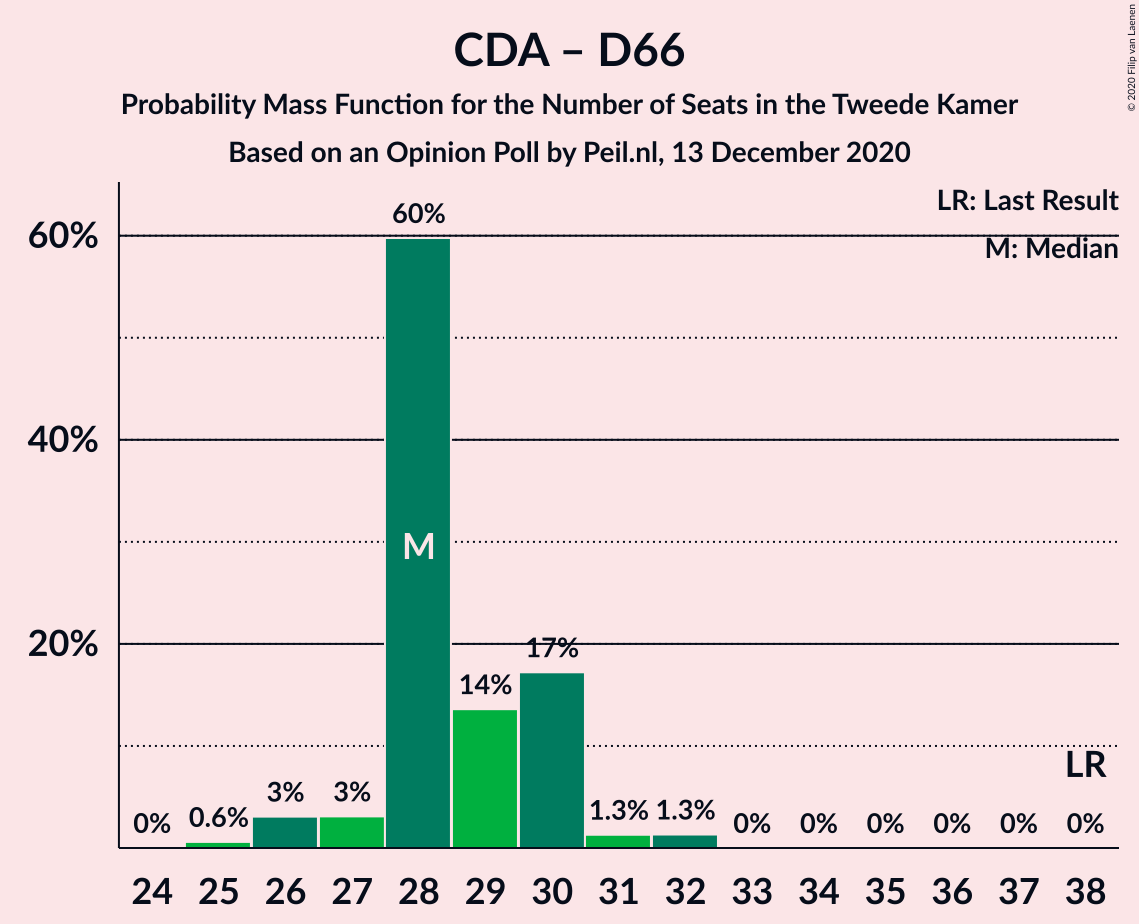 CDA – D66
Probability Mass Function for the Number of Seats in the Tweede Kamer
Based on an Opinion Poll by Peil.nl, 13 December 2020
© 2020 Filip van Laenen
LR: Last Result
M: Median
60%
40%
20%
60%
M
17%
14%
LR
0% 0.6% 3% 3% 1.3% 1.3% 0% 0% 0% 0% 0% 0%
24 25 26 27 28 29 30 31 32 33 34 35 36 37 38